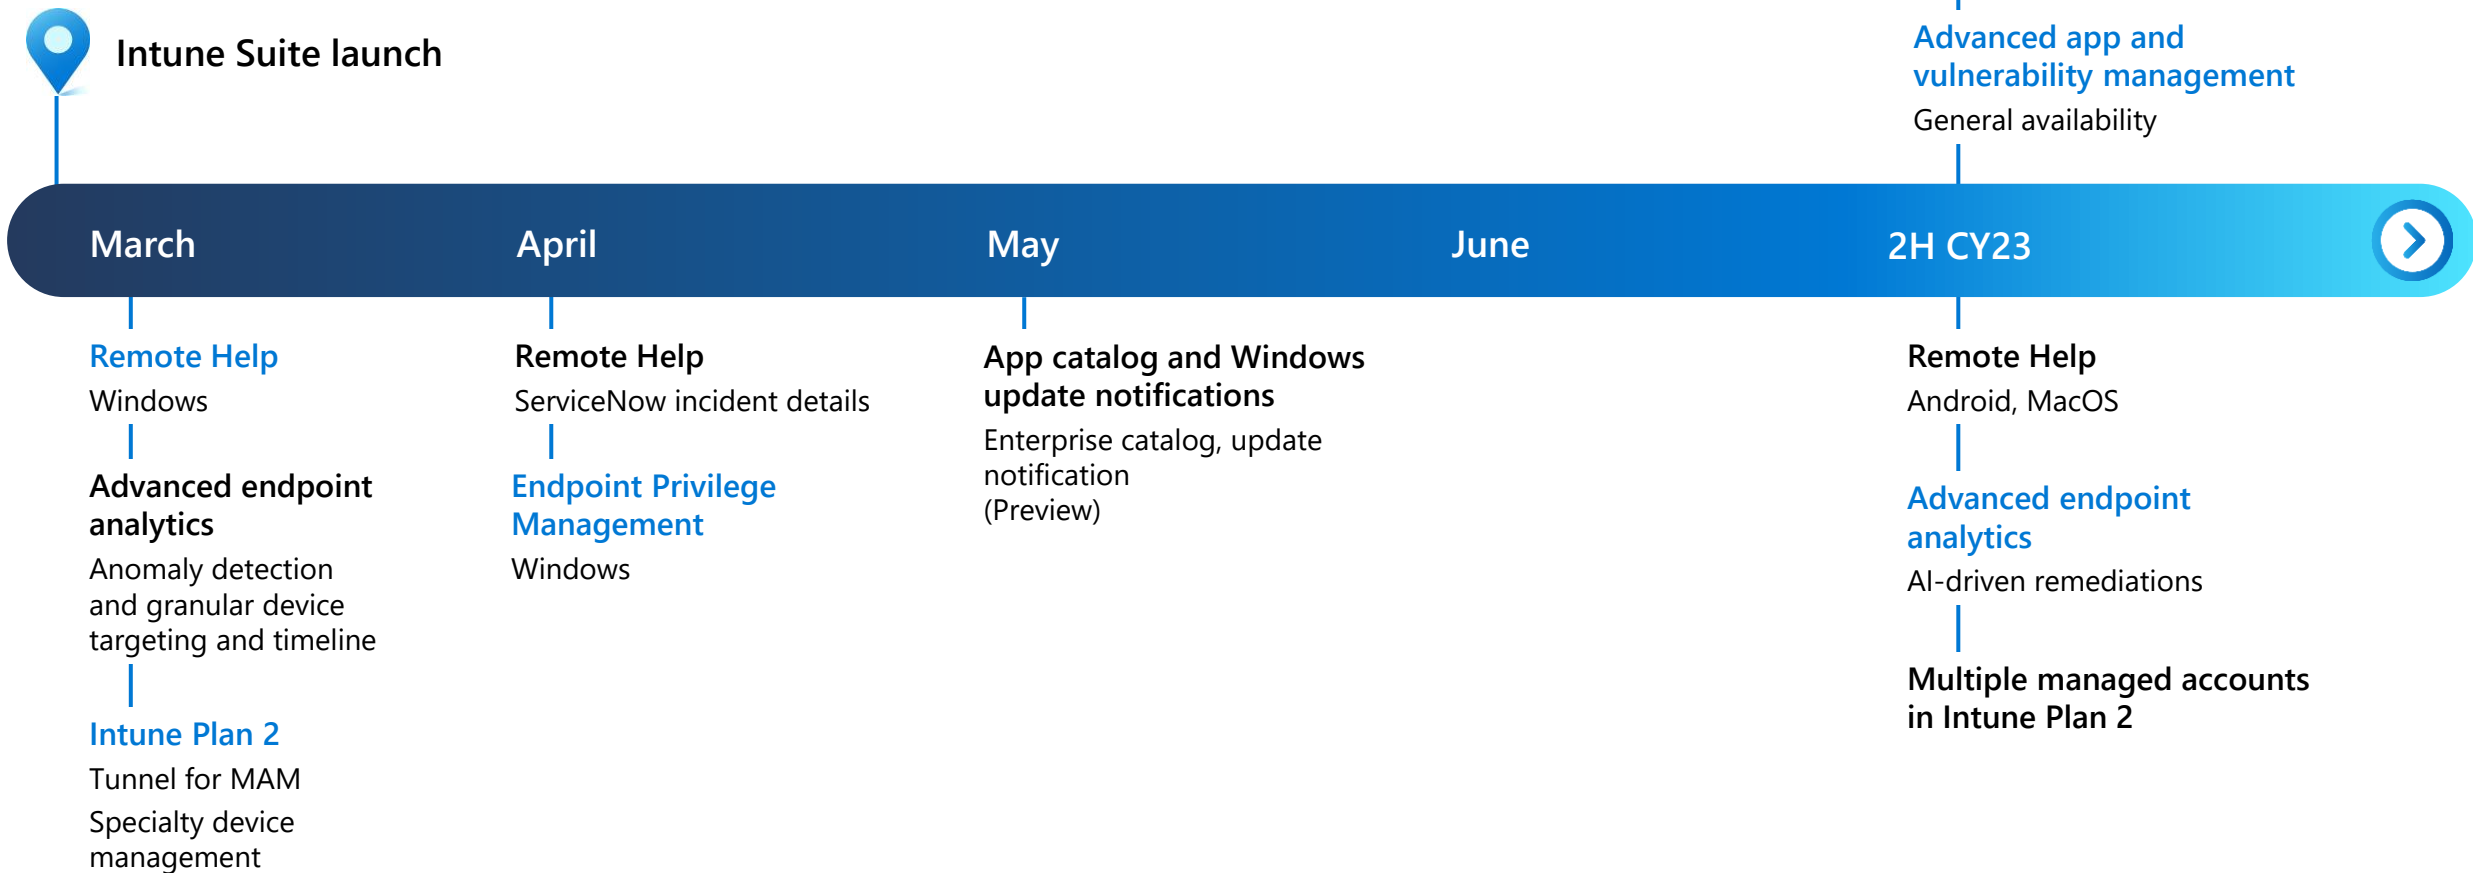 Intune Suite launch
Advanced app and
vulnerability management
General availability
March
April
May
June
2H CY23
Remote Help
Windows
Advanced endpoint
analytics
Anomaly detection
and granular device
targeting and timeline
Intune Plan 2
Tunnel for MAM
Specialty device
management
Remote Help
ServiceNow incident details
Endpoint Privilege
Management
Windows
App catalog and Windows
update notifications
Enterprise catalog, update
notification
(Preview)
Remote Help
Android, MacOS
Advanced endpoint
analytics
AI-driven remediations
Multiple managed accounts
in Intune Plan 2